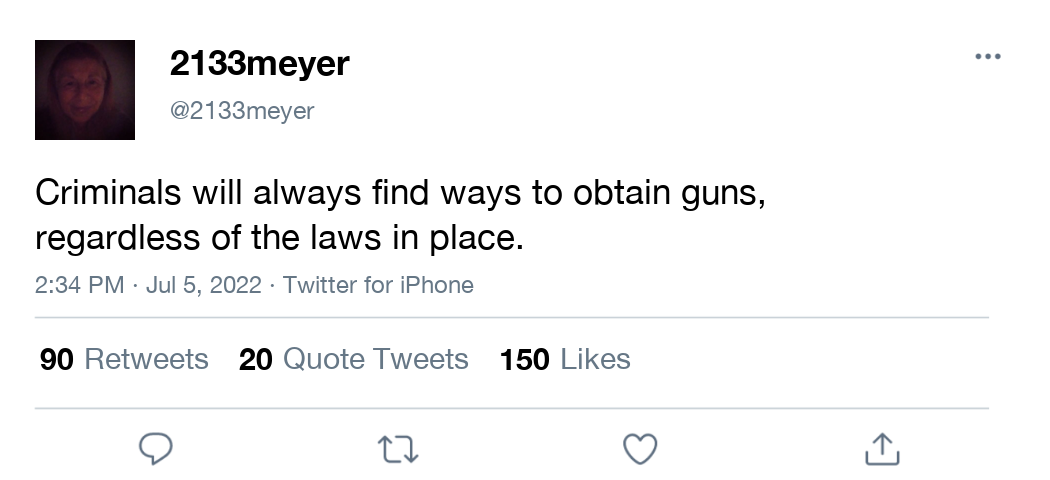 2133meyer
@2133meyer
Criminals will always find ways to obtain guns,
regardless of the laws in place.
2:34 PM · Jul 5, 2022 · Twitter for iPhone
90 Retweets 20 Quote Tweets 150 Likes